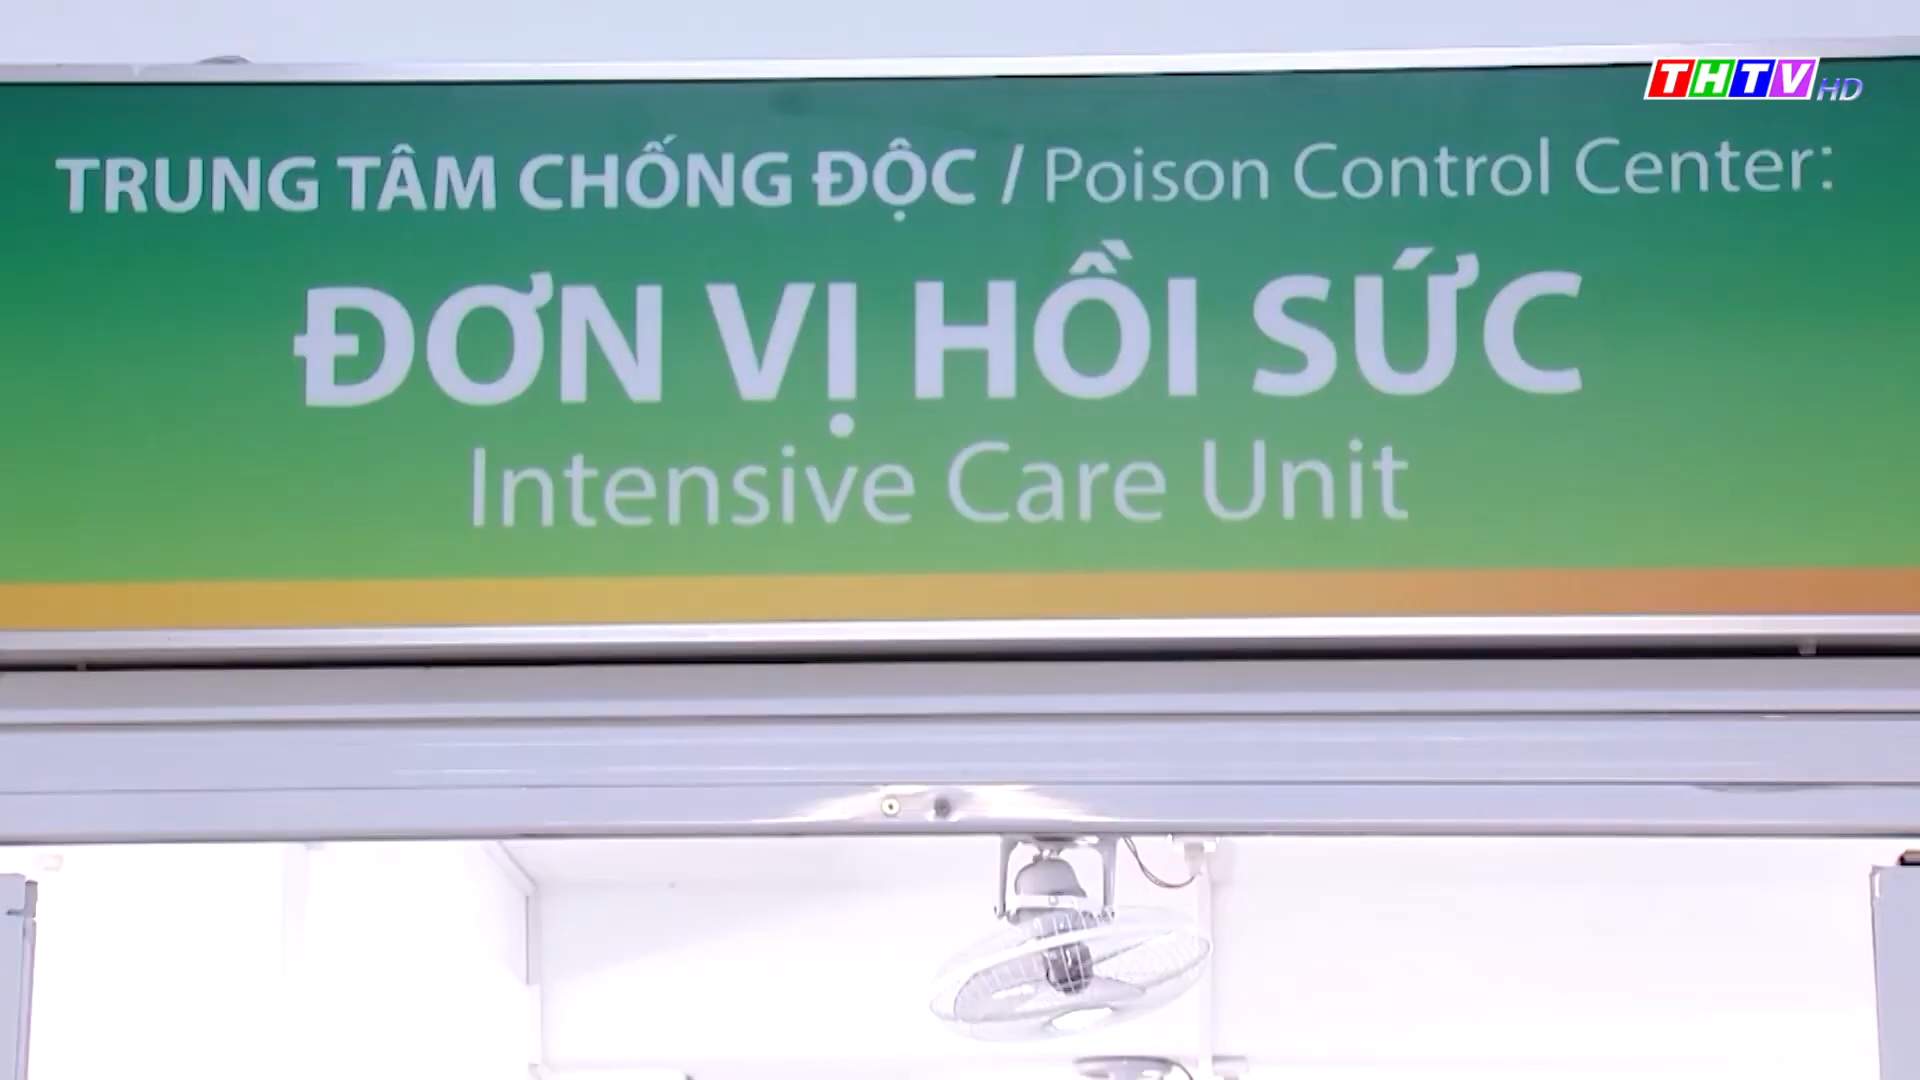 THTV HD
TRUNG TÂM CHỐNG ĐỘC / Poison Control Center:
ĐƠN VỊ HỒI SỨC
Intensive Care Unit